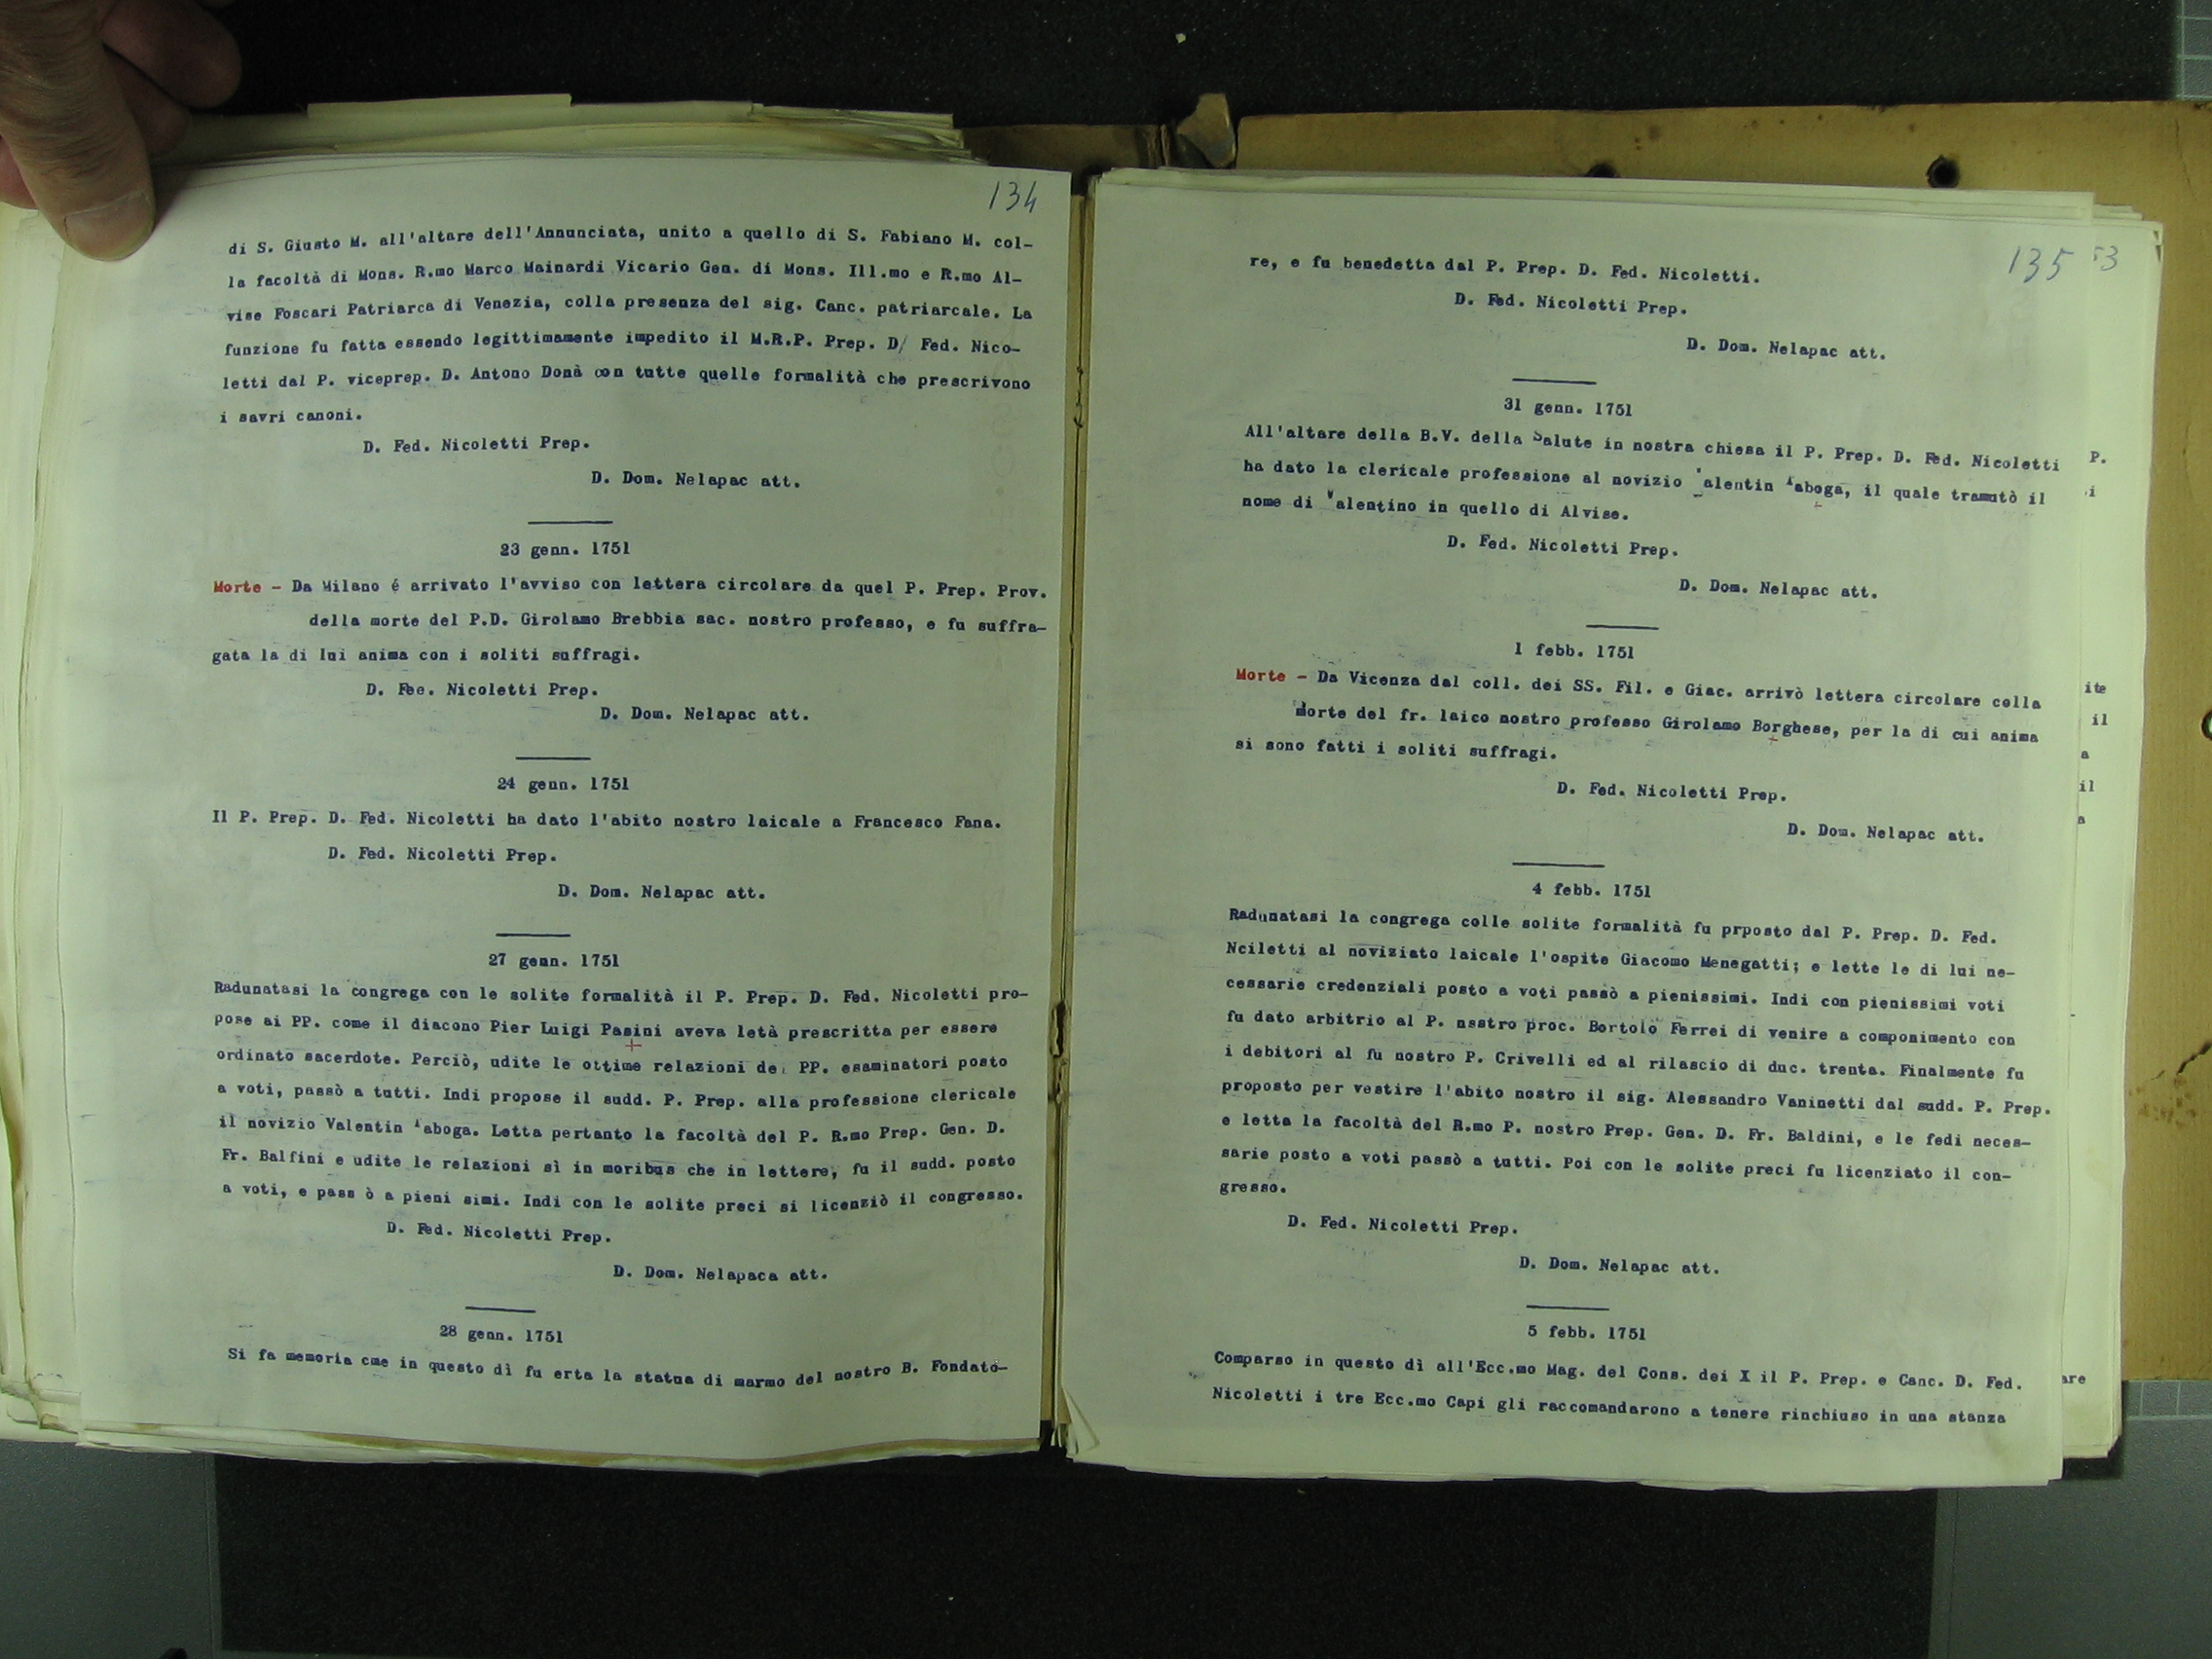 134
di S. Giusto M. all'altare dell'Annunciata, unito a quello di S. Fabiano M. col-
la facoltà di Mons. R.mo Marco Mainardi Vicario Gen. di Mons. Ill.mo e R.mo Al-
vise Foscari Patriarca di Venezia, colla presenza del sig. Canc. patriarcale. La
funzione fu fatta essendo legittimamente impedito il M.R.P. Prep. D/ Fed. Nico-
letti dal P. viceprep. D. Antono Donà con tutte quelle formalità che prescrivono
i savri canoni.
D. Fed. Nicoletti Prep.
D. Dom. Nelapac att.
23 genn. 1751
Morte - Da Milano é arrivato l'avviso con lettera circolare da quel P. Prep. Prov.
della morte del P.D. Girolamo Brebbia sac. nostro professo, e fu suffra-
gata la di lui anima con i soliti suffragi.
D. Fee. Nicoletti Prep.
D. Dom. Nelapac att.
24 genn. 1751
Il P. Prep. D. Fed. Nicoletti ha dato l'abito nostro laicale a Francesco Fana.
D. Fed. Nicoletti Prep.
D. Dom. Nelapac att.
27 genn. 1751
Radunatasi la congrega con le solite formalità il P. Prep. D. Fed. Nicoletti pro-
pose ai PP. come il diacono Pier Luigi Pasini aveva letà prescritta per essere
ordinato sacerdote. Perciò, udite le ottime relazioni de PP. esaminatori posto
a voti, passò a tutti. Indi propose il sudd. P. Prep. alla professione clericale
il novizio Valentin aboga. Letta pertanto la facoltà del P. R.mo Prep. Gen. D.
Fr. Balfini e udite le relazioni sì in moribus che in lettere, fu il sudd. posto
a voti, e pass ò a pieni simi. Indi con le solite preci si licenziò il congresso.
D. Fed. Nicoletti Prep.
D. Dom. Nelapaca att.
28 genn. 1751
Si fa memoria cme in questo dì fu erta la statua di marmo del nostro B. Fondato-
135 53
re, e fu benedetta dal P. Prep. D. Fed. Nicoletti.
D. Fed. Nicoletti Prep.
D. Dom. Nelapac att.
31 genn. 1751
All'altare della B.V. della Salute in nostra chiesa il P. Prep. D. Fed. Nicoletti
ha dato la clericale professione al novizio alentin aboga, il quale tramutò il
nome di Valentino in quello di Alvise.
D. Fed. Nicoletti Prep.
D. Dom. Nelapac att.
1 febb. 1751
Morte - Da Vicenza dal coll. dei SS. Fil. e Giac. arrivò lettera circolare colla
morte del fr. laico nostro professo Girolamo Borghese, per la di cui anima
si sono fatti i soliti suffragi.
D. Fed. Nicoletti Prep.
D. Dom. Nelapac att.
4 febb. 1751
Radunatasi la congrega colle solite formalità fu prposto dal P. Prep. D. Fed.
Nciletti al noviziato laicale l'ospite Giacomo Menegatti; e lette le di lui ne-
cessarie credenziali posto a voti passò a pienissimi. Indi con pienissimi voti
fu dato arbitrio al P. nsstro proc. Bortolo Ferrei di venire a componimento con
i debitori al fu nostro P. Crivelli ed al rilascio di duc. trenta. Finalmente fu
proposto per vestire l'abito nostro il sig. Alessandro Vaninetti dal sudd. P. Prep.
e letta la facoltà del R.mo P. nostro Prep. Gen. D. Fr. Baldini, e le fedi neces-
sarie posto a voti passò a tutti. Poi con le solite preci fu licenziato il con-
gresso.
D. Fed. Nicoletti Prep.
D. Dom. Nelapac att.
5 febb. 1751
Comparso in questo dì all'Ecc.mo Mag. del Cons. dei X il P. Prep. e Canc. D. Fed.
Nicoletti i tre Ecc.mo Capi gli raccomandarono a tenere rinchiuso in una stanza